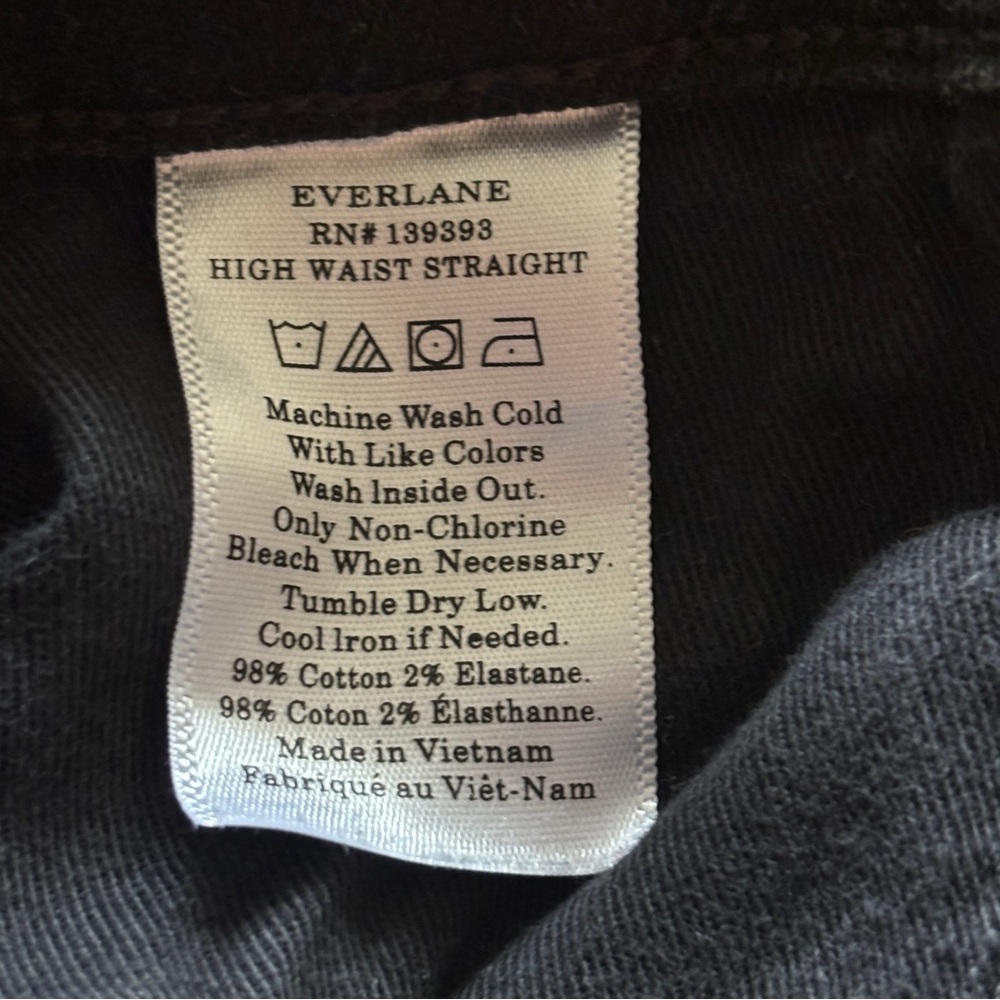 EVERLANE
RN# 139393
HIGH WAIST STRAIGHT
Machine Wash Cold
With Like Colors
Wash Inside Out.
Only Non-Chlorine
Bleach When Necessary.
Tumble Dry Low.
Cool Iron if Needed.
98% Cotton 2% Elastane.
98% Coton 2% Élasthanne.
Made in Vietnam
Fabriqué au Viêt-Nam